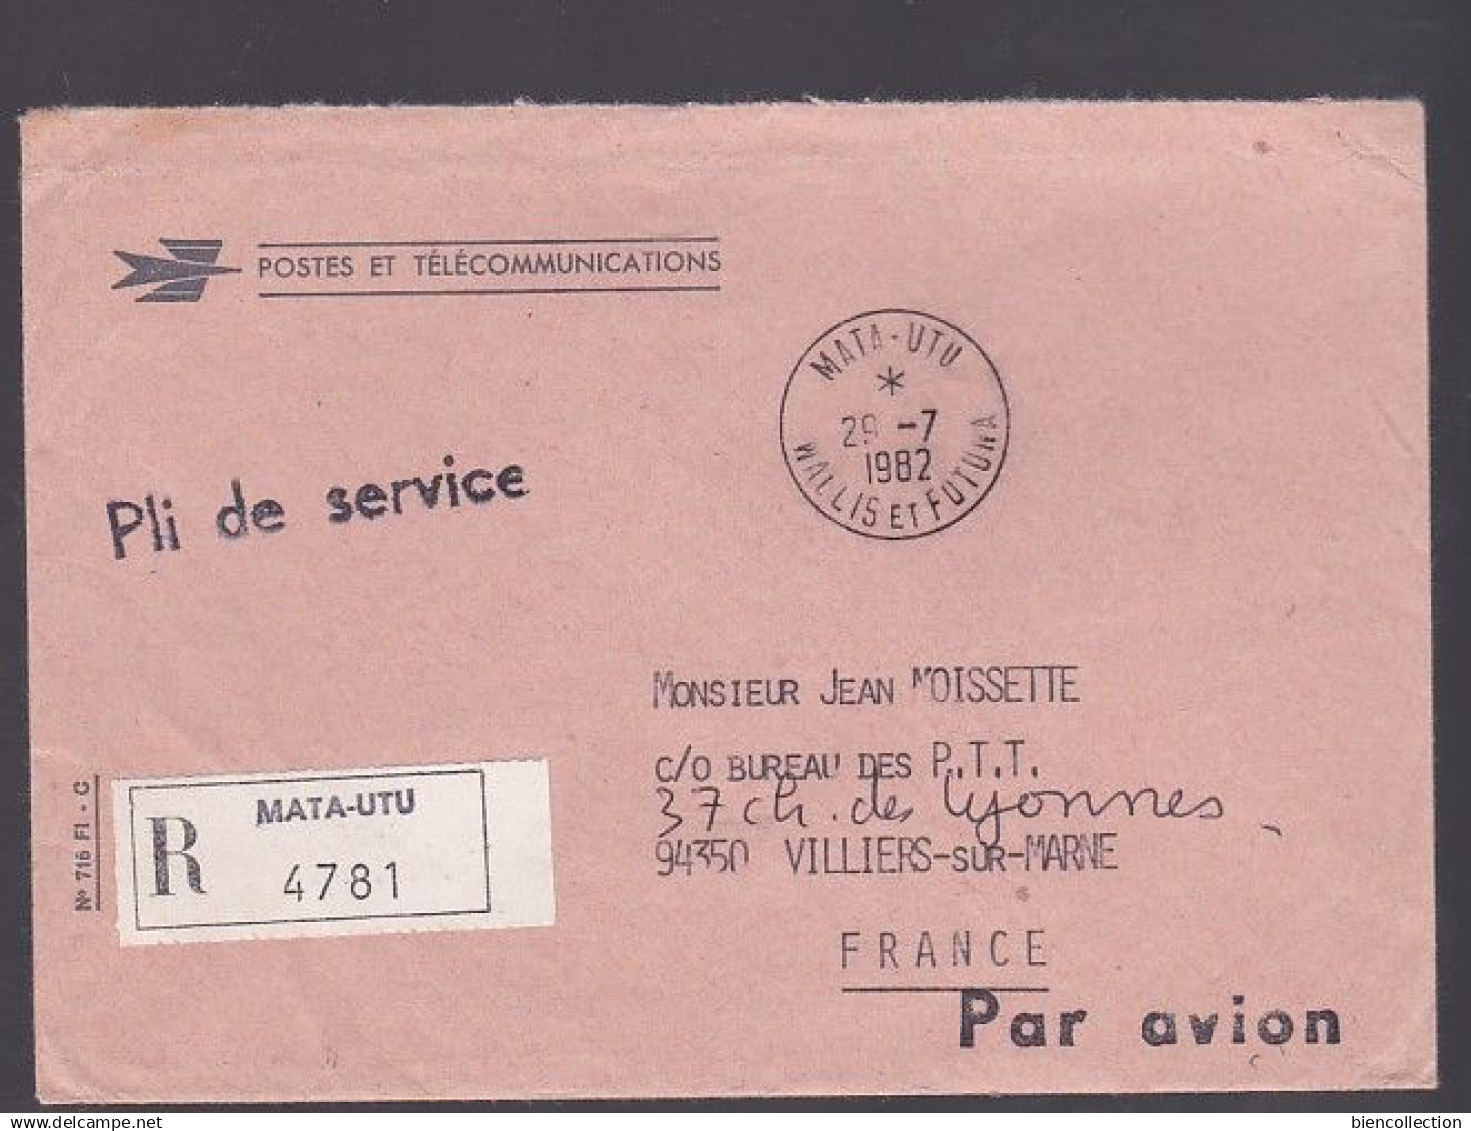 POSTES ET TÉLÉCOMMUNICATIONS
MATA-UTU
29 -7
1982
WALLIS ET FUTUNA
Pli de service
MONSIEUR JEAN MOISSETTE
C/O BUREAU DES P.T.T.
37 ch. des Lyonnes
94350 VILLIERS-SUR-MARNE
FRANCE
Par avion
N° 716 FI - C
MATA-UTU
R
4781
biencollection